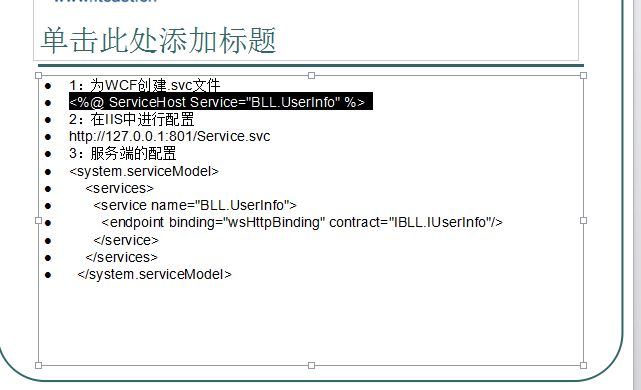 单击此处添加标题
1：为WCF创建.svc文件
<%@ ServiceHost Service="BLL.UserInfo" %>
2：在IIS中进行配置
http://127.0.0.1:801/Service.svc
3：服务端的配置
<system.serviceModel>
<services>
<service name="BLL.UserInfo">
<endpoint binding="wsHttpBinding" contract="IBLL.IUserInfo"/>
</service>
</services>
</system.serviceModel>